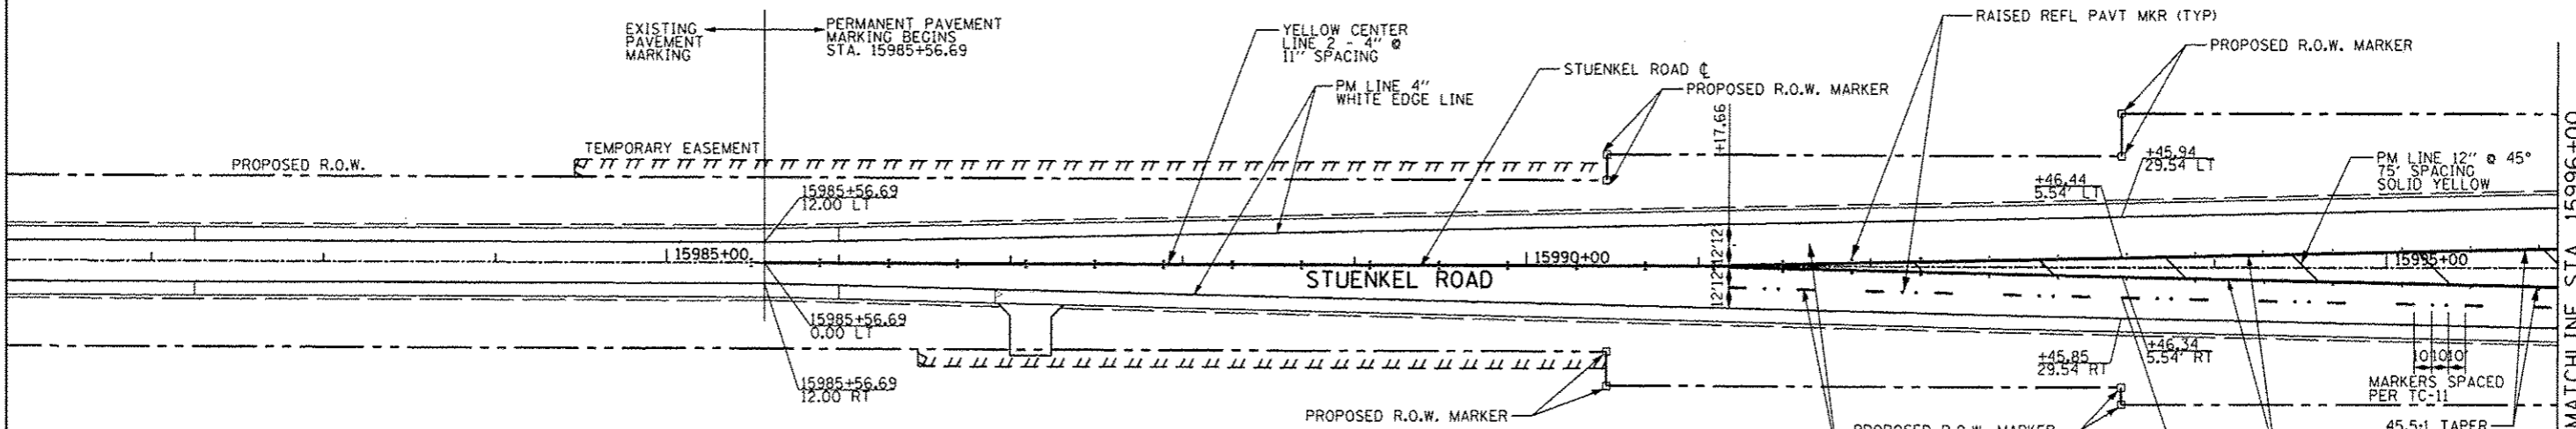 EXISTING
PAVEMENT
MARKING
PERMANENT PAVEMENT
MARKING BEGINS
STA. 15985+56.69
YELLOW CENTER
LINE 2 - 4" @
11" SPACING
RAISED REFL PAVT MKR (TYP)
PROPOSED R.O.W. MARKER
STUENKEL ROAD ℄
PM LINE 4"
WHITE EDGE LINE
PROPOSED R.O.W. MARKER
+17.66
TEMPORARY EASEMENT
PROPOSED R.O.W.
+45.94
29.54 LT
PM LINE 12" @ 45°
75' SPACING
SOLID YELLOW
15985+56.69
12.00 LT
+46.44
5.54' LT
15985+00
15990+00
15995+00
12'
12'
12'
12'
STUENKEL ROAD
15985+56.69
0.00 LT
15985+56.69
12.00 RT
+45.85
29.54 RT
+46.34
5.54' RT
10'
10'
10'
MARKERS SPACED
PER TC-11
PROPOSED R.O.W. MARKER
PROPOSED R.O.W. MARKER
45.5:1 TAPER
MATCHLINE STA 15996+00